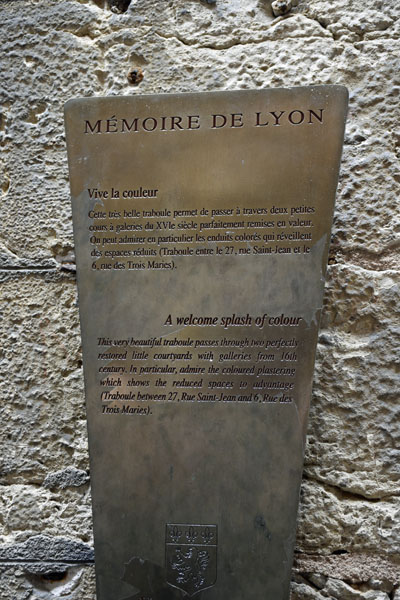 MÉMOIRE DE LYON
Vive la couleur
Cette très belle traboule permet de passer à travers deux petites
cours à galeries du XVIe siècle parfaitement remises en valeur.
On peut admirer en particulier les enduits colorés qui réveillent
des espaces réduits (Traboule entre le 27, rue Saint-Jean et le
6, rue des Trois Maries).
A welcome splash of colour
This very beautiful traboule passes through two perfectly
restored little courtyards with galleries from 16th
century. In particular, admire the coloured plastering
which shows the reduced spaces to advantage
(Traboule between 27, Rue Saint-Jean and 6, Rue des
Trois Maries).